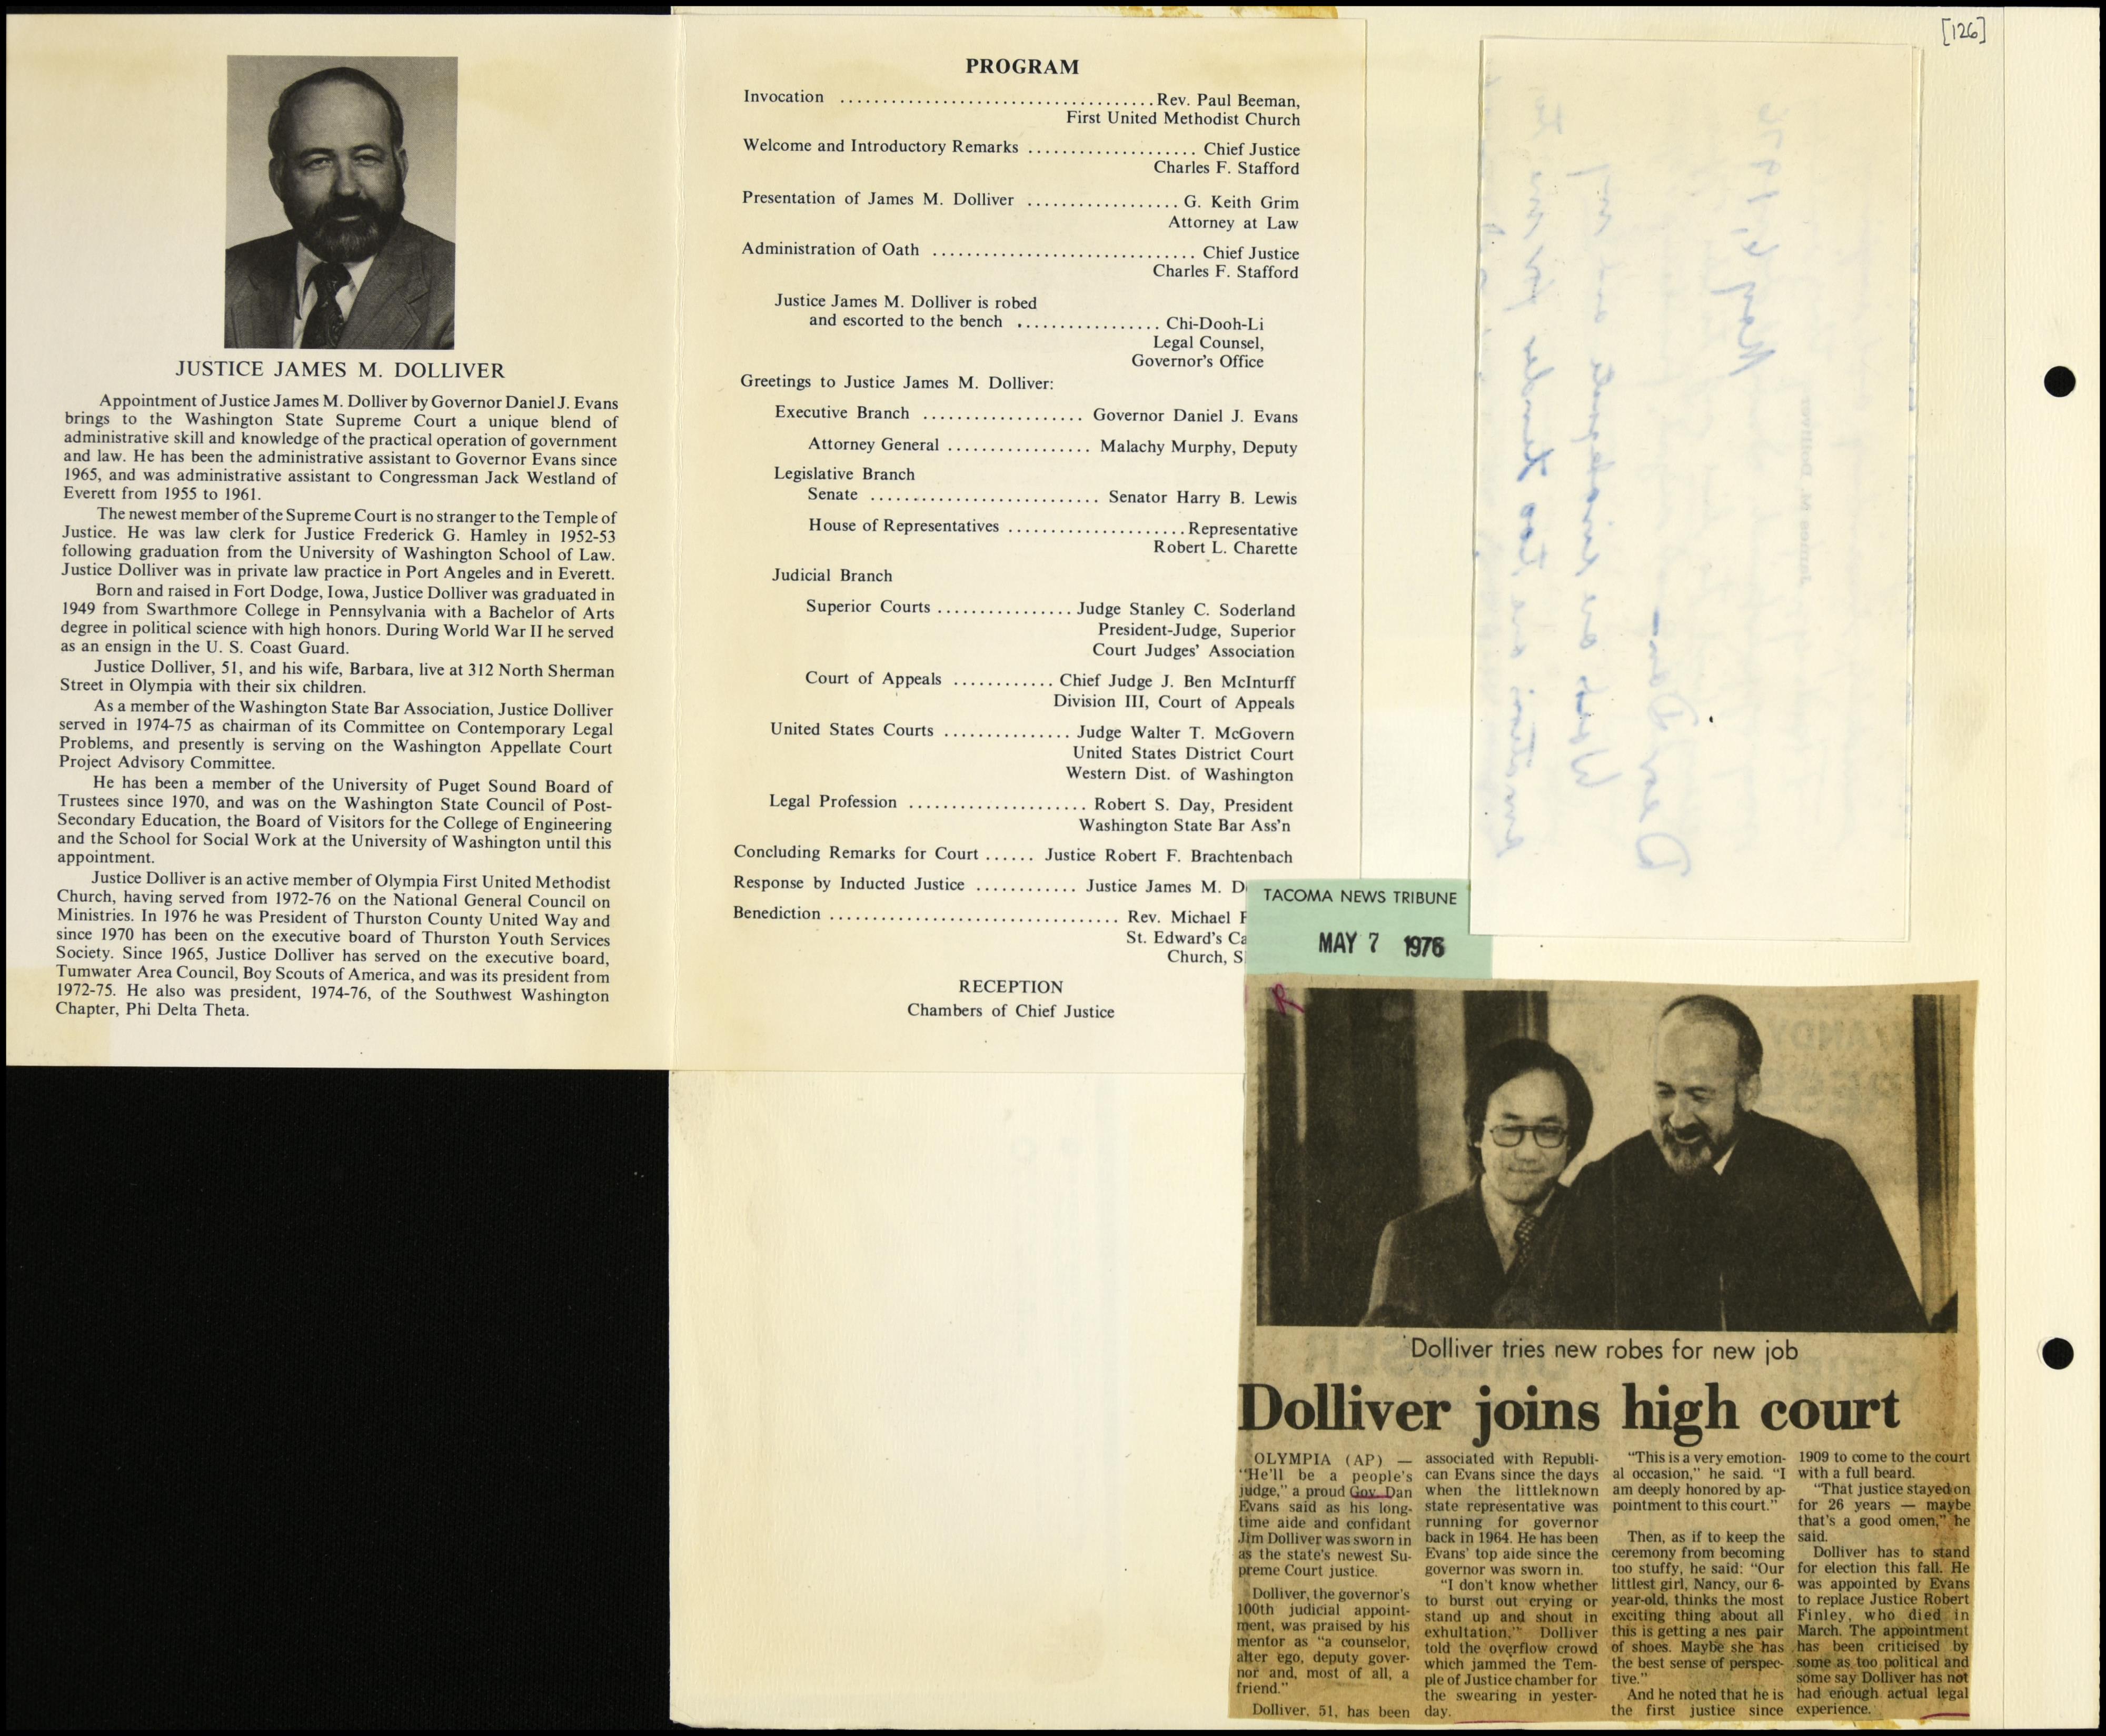 [126]
JUSTICE JAMES M. DOLLIVER
Appointment of Justice James M. Dolliver by Governor Daniel J. Evans
brings to the Washington State Supreme Court a unique blend of
administrative skill and knowledge of the practical operation of government
and law. He has been the administrative assistant to Governor Evans since
1965, and was administrative assistant to Congressman Jack Westland of
Everett from 1955 to 1961.
The newest member of the Supreme Court is no stranger to the Temple of
Justice. He was law clerk for Justice Frederick G. Hamley in 1952-53
following graduation from the University of Washington School of Law.
Justice Dolliver was in private law practice in Port Angeles and in Everett.
Born and raised in Fort Dodge, Iowa, Justice Dolliver was graduated in
1949 from Swarthmore College in Pennsylvania with a Bachelor of Arts
degree in political science with high honors. During World War II he served
as an ensign in the U. S. Coast Guard.
Justice Dolliver, 51, and his wife, Barbara, live at 312 North Sherman
Street in Olympia with their six children.
As a member of the Washington State Bar Association, Justice Dolliver
served in 1974-75 as chairman of its Committee on Contemporary Legal
Problems, and presently is serving on the Washington Appellate Court
Project Advisory Committee.
He has been a member of the University of Puget Sound Board of
Trustees since 1970, and was on the Washington State Council of Post-
Secondary Education, the Board of Visitors for the College of Engineering
and the School for Social Work at the University of Washington until this
appointment.
Justice Dolliver is an active member of Olympia First United Methodist
Church, having served from 1972-76 on the National General Council on
Ministries. In 1976 he was President of Thurston County United Way and
since 1970 has been on the executive board of Thurston Youth Services
Society. Since 1965, Justice Dolliver has served on the executive board,
Tumwater Area Council, Boy Scouts of America, and was its president from
1972-75. He also was president, 1974-76, of the Southwest Washington
Chapter, Phi Delta Theta.
PROGRAM
Invocation ..................................... Rev. Paul Beeman,
First United Methodist Church
Welcome and Introductory Remarks .................... Chief Justice
Charles F. Stafford
Presentation of James M. Dolliver .................. G. Keith Grim
Attorney at Law
Administration of Oath ............................... Chief Justice
Charles F. Stafford
Justice James M. Dolliver is robed
and escorted to the bench ................. Chi-Dooh-Li
Legal Counsel,
Governor's Office
Greetings to Justice James M. Dolliver:
Executive Branch ................... Governor Daniel J. Evans
Attorney General ................. Malachy Murphy, Deputy
Legislative Branch
Senate ........................... Senator Harry B. Lewis
House of Representatives ..................... Representative
Robert L. Charette
Judicial Branch
Superior Courts ................ Judge Stanley C. Soderland
President-Judge, Superior
Court Judges' Association
Court of Appeals ............ Chief Judge J. Ben McInturff
Division III, Court of Appeals
United States Courts ............... Judge Walter T. McGovern
United States District Court
Western Dist. of Washington
Legal Profession ..................... Robert S. Day, President
Washington State Bar Ass'n
Concluding Remarks for Court ...... Justice Robert F. Brachtenbach
Response by Inducted Justice ............ Justice James M. D
Benediction .................................. Rev. Michael
St. Edward's Ca
Church, S
RECEPTION
Chambers of Chief Justice
TACOMA NEWS TRIBUNE
MAY 7 1976
R
Dolliver tries new robes for new job
Dolliver joins high court
OLYMPIA (AP) —
"He'll be a people's
judge," a proud Gov. Dan
Evans said as his long-
time aide and confidant
Jim Dolliver was sworn in
as the state's newest Su-
preme Court justice.
Dolliver, the governor's
100th judicial appoint-
ment, was praised by his
mentor as "a counselor,
alter ego, deputy gover-
nor and, most of all, a
friend."
Dolliver, 51, has been
associated with Republi-
can Evans since the days
when the littleknown
state representative was
running for governor
back in 1964. He has been
Evans' top aide since the
governor was sworn in.
"I don't know whether
to burst out crying or
stand up and shout in
exhultation," Dolliver
told the overflow crowd
which jammed the Tem-
ple of Justice chamber for
the swearing in yester-
day.
"This is a very emotion-
al occasion," he said. "I
am deeply honored by ap-
pointment to this court."
Then, as if to keep the
ceremony from becoming
too stuffy, he said: "Our
littlest girl, Nancy, our 6-
year-old, thinks the most
exciting thing about all
this is getting a nes pair
of shoes. Maybe she has
the best sense of perspec-
tive."
And he noted that he is
the first justice since
1909 to come to the court
with a full beard.
"That justice stayed on
for 26 years — maybe
that's a good omen," he
said.
Dolliver has to stand
for election this fall. He
was appointed by Evans
to replace Justice Robert
Finley, who died in
March. The appointment
has been criticised by
some as too political and
some say Dolliver has not
had enough actual legal
experience.